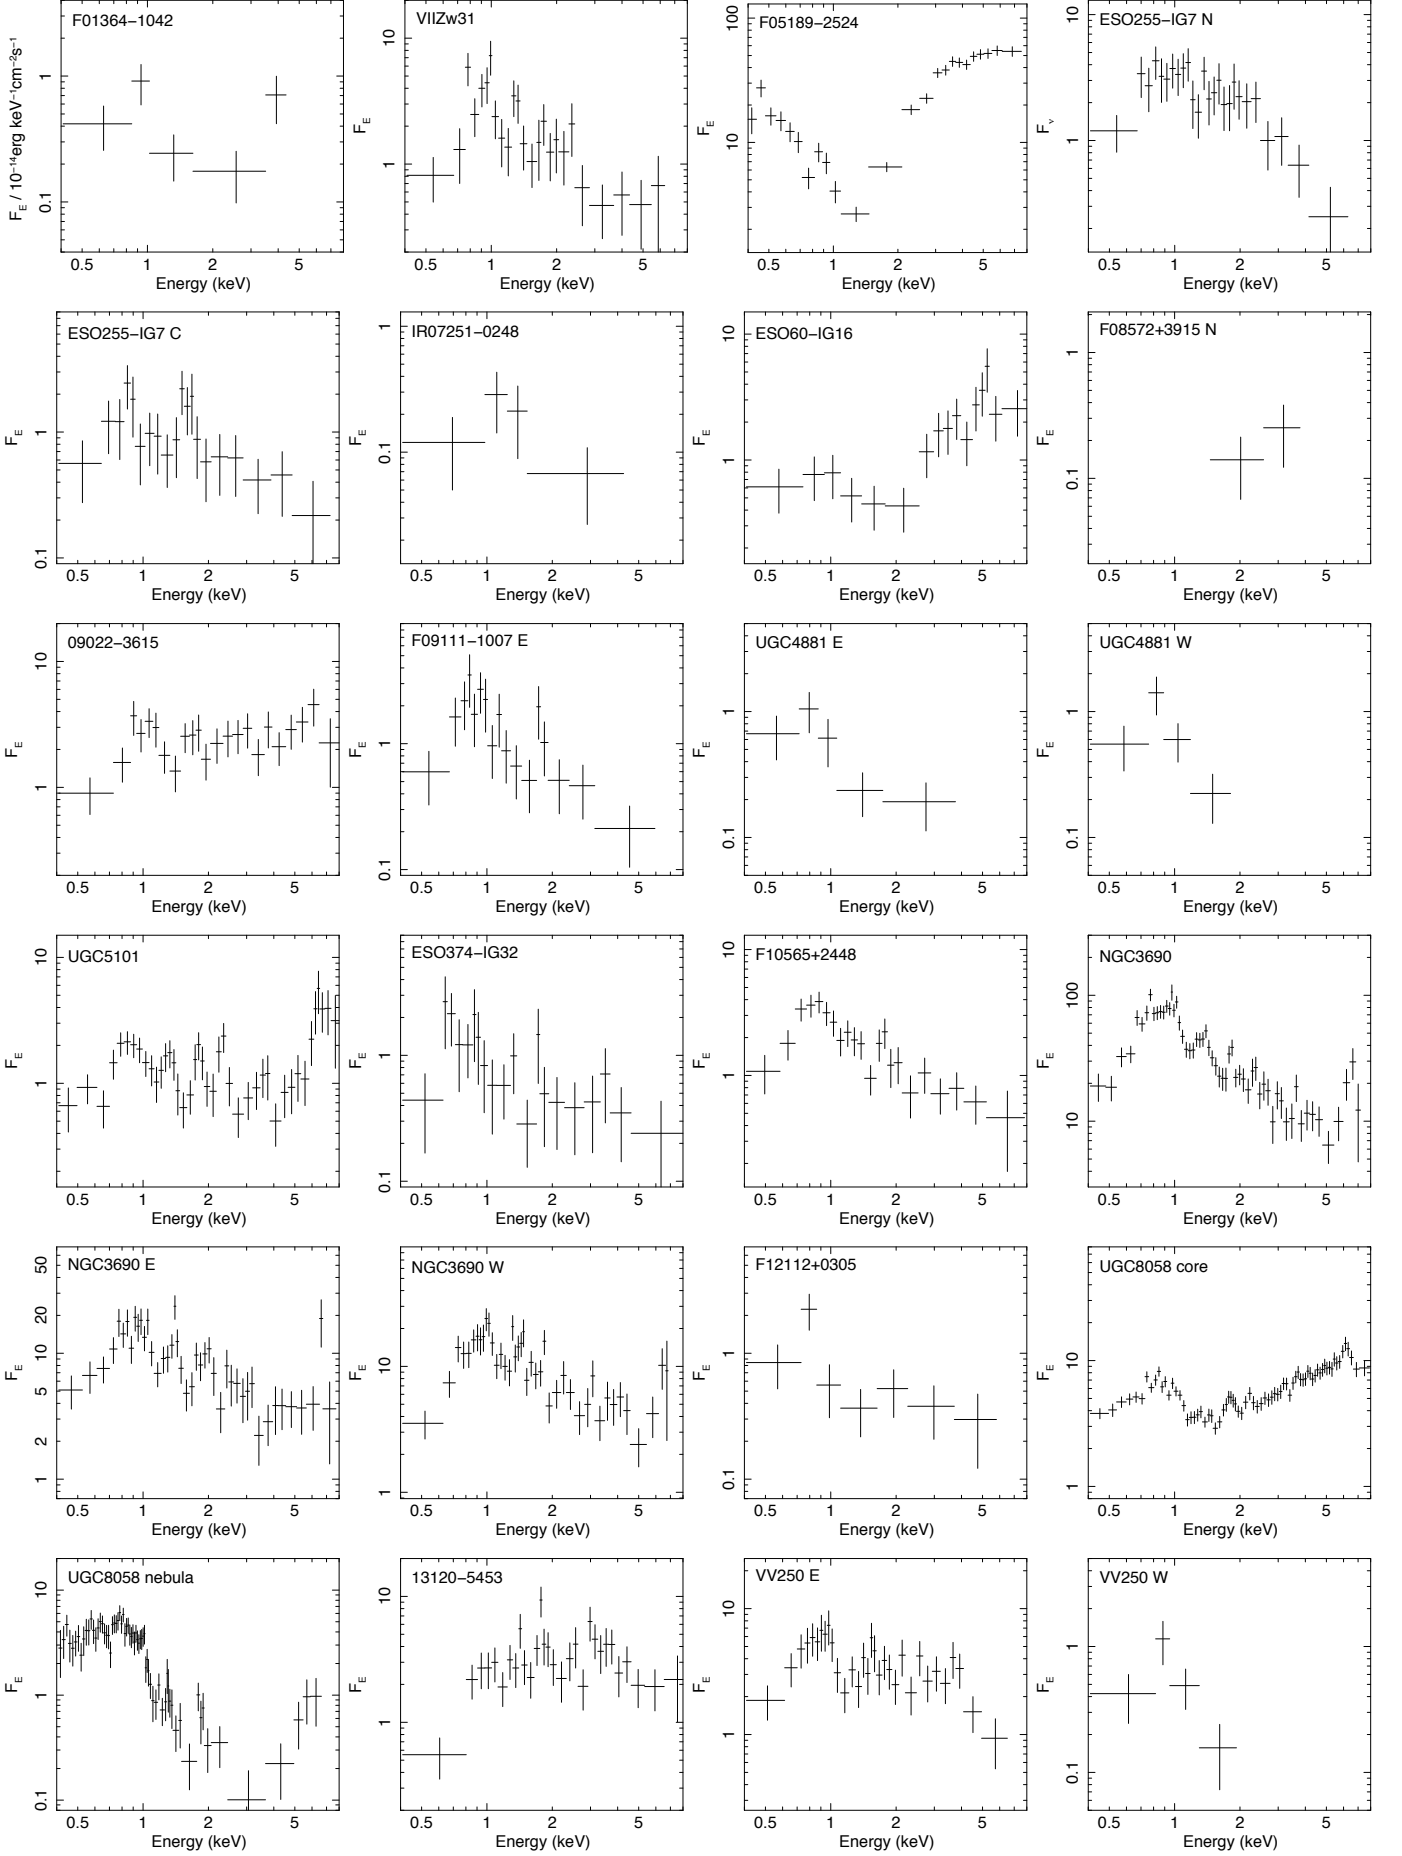 F01364−1042
VIIZw31
F05189−2524
ESO255−IG7 N
F_E / 10⁻¹⁴erg keV⁻¹cm⁻²s⁻¹
F_E
F_E
F_ν
0.1 1
1 10
10 100
1 10
0.5 1 2 5
0.5 1 2 5
0.5 1 2 5
0.5 1 2 5
Energy (keV)
Energy (keV)
Energy (keV)
Energy (keV)
ESO255−IG7 C
IR07251−0248
ESO60−IG16
F08572+3915 N
F_E
F_E
F_E
F_E
0.1 1
0.1 1
1 10
0.1 1
0.5 1 2 5
0.5 1 2 5
0.5 1 2 5
0.5 1 2 5
Energy (keV)
Energy (keV)
Energy (keV)
Energy (keV)
09022−3615
F09111−1007 E
UGC4881 E
UGC4881 W
F_E
F_E
F_E
F_E
1 10
0.1 1
0.1 1
0.1 1
0.5 1 2 5
0.5 1 2 5
0.5 1 2 5
0.5 1 2 5
Energy (keV)
Energy (keV)
Energy (keV)
Energy (keV)
UGC5101
ESO374−IG32
F10565+2448
NGC3690
F_E
F_E
F_E
F_E
1 10
0.1 1
1 10
10 100
0.5 1 2 5
0.5 1 2 5
0.5 1 2 5
0.5 1 2 5
Energy (keV)
Energy (keV)
Energy (keV)
Energy (keV)
NGC3690 E
NGC3690 W
F12112+0305
UGC8058 core
F_E
F_E
F_E
F_E
1 2 5 10 20 50
1 10
0.1 1
1 10
0.5 1 2 5
0.5 1 2 5
0.5 1 2 5
0.5 1 2 5
Energy (keV)
Energy (keV)
Energy (keV)
Energy (keV)
UGC8058 nebula
13120−5453
VV250 E
VV250 W
F_E
F_E
F_E
F_E
0.1 1 10
1 10
1 10
0.1 1
0.5 1 2 5
0.5 1 2 5
0.5 1 2 5
0.5 1 2 5
Energy (keV)
Energy (keV)
Energy (keV)
Energy (keV)